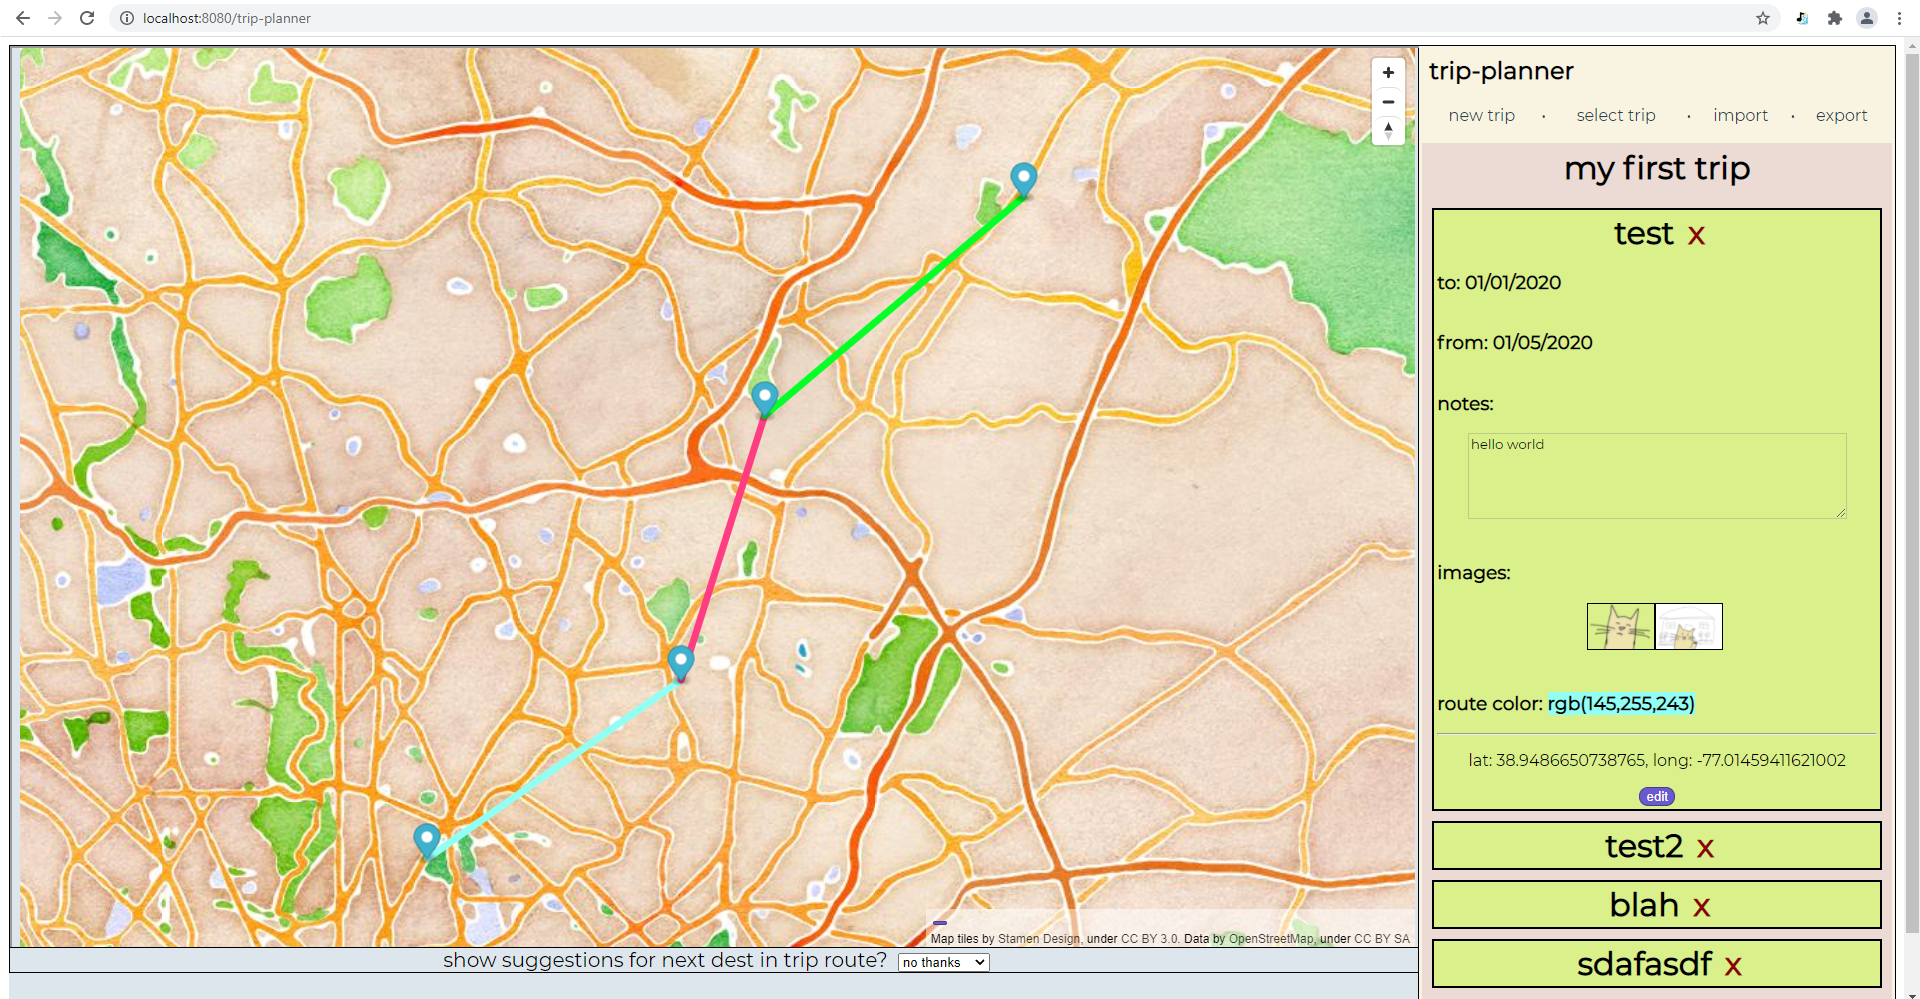 localhost:8080/trip-planner
trip-planner
new trip · select trip · import · export
my first trip
test x
to: 01/01/2020
from: 01/05/2020
notes:
hello world
images:
route color: rgb(145,255,243)
lat: 38.9486650738765, long: -77.01459411621002
edit
test2 x
blah x
sdafasdf x
Map tiles by Stamen Design, under CC BY 3.0. Data by OpenStreetMap, under CC BY SA
show suggestions for next dest in trip route? no thanks